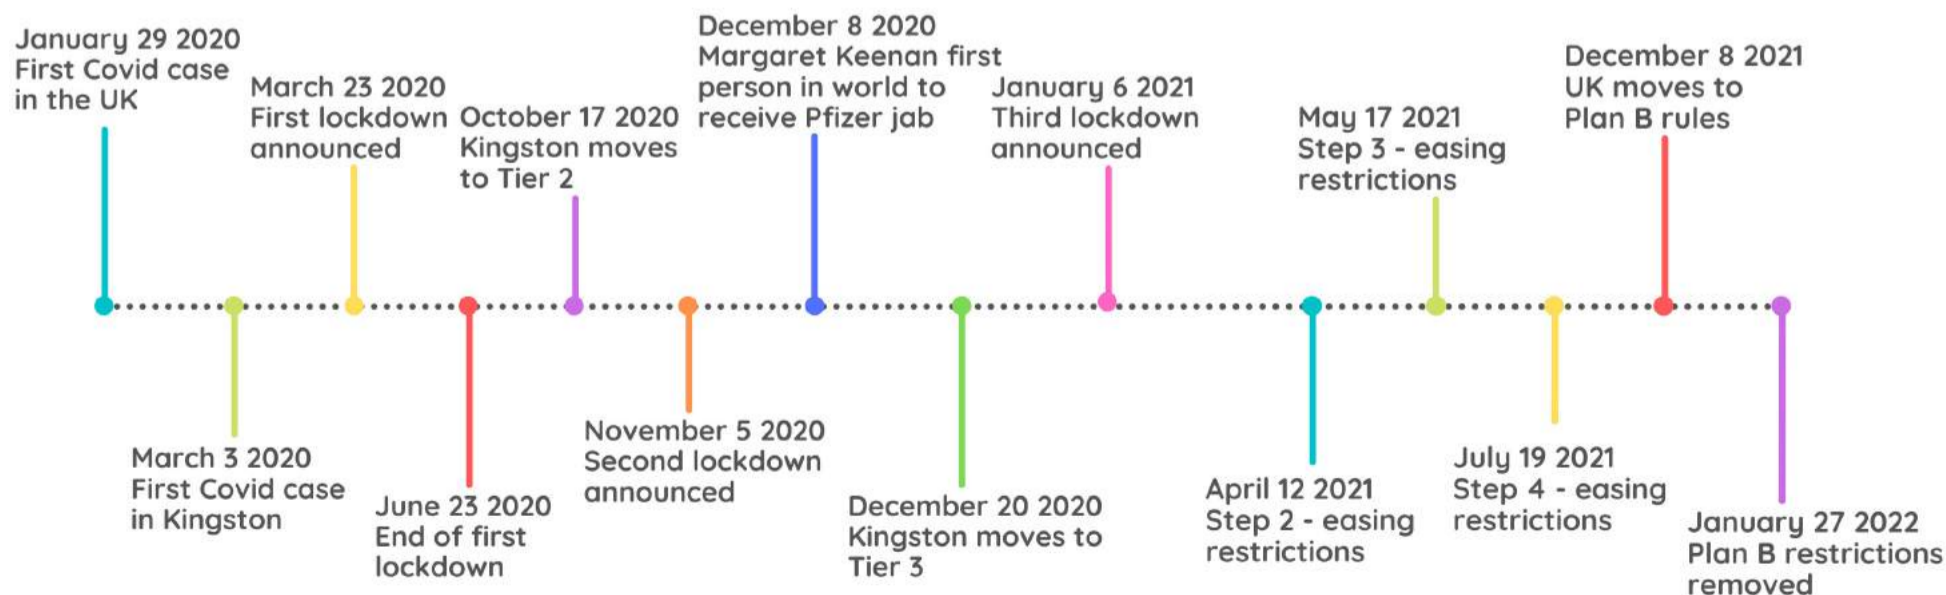 January 29 2020
First Covid case
in the UK
March 3 2020
First Covid case
in Kingston
March 23 2020
First lockdown
announced
June 23 2020
End of first
lockdown
October 17 2020
Kingston moves
to Tier 2
November 5 2020
Second lockdown
announced
December 8 2020
Margaret Keenan first
person in world to
receive Pfizer jab
December 20 2020
Kingston moves to
Tier 3
January 6 2021
Third lockdown
announced
April 12 2021
Step 2 - easing
restrictions
May 17 2021
Step 3 - easing
restrictions
July 19 2021
Step 4 - easing
restrictions
December 8 2021
UK moves to
Plan B rules
January 27 2022
Plan B restrictions
removed